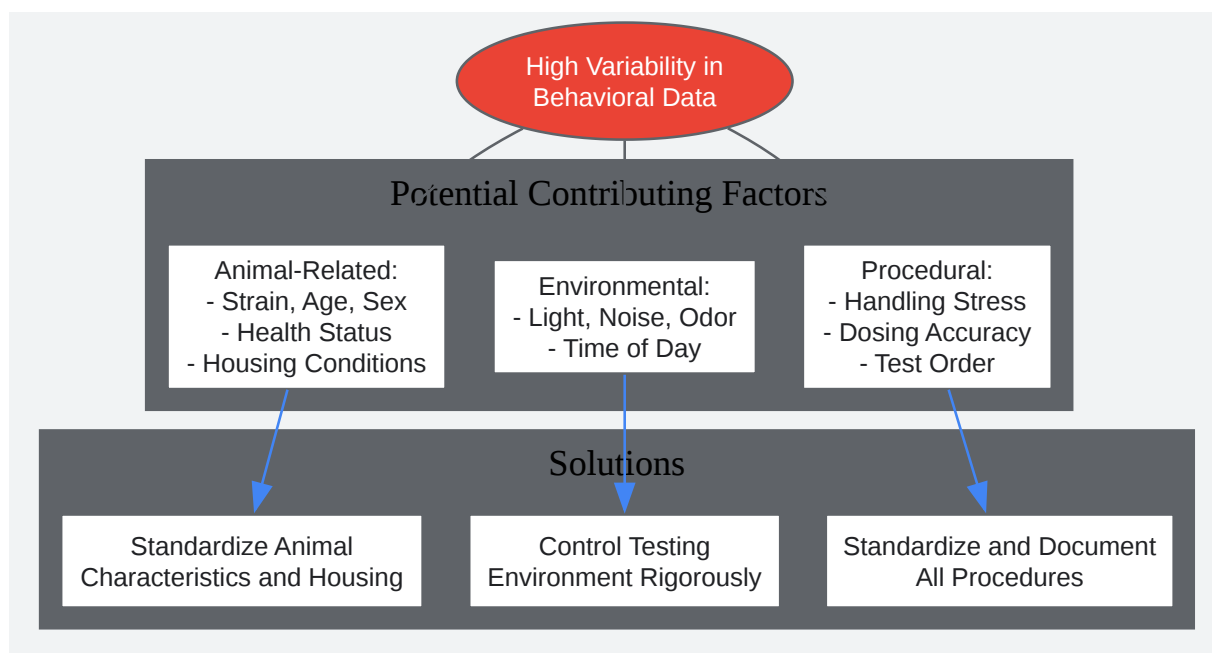 High Variability in
Behavioral Data
Potential Contributing Factors
Animal-Related:
- Strain, Age, Sex
- Health Status
- Housing Conditions
Environmental:
- Light, Noise, Odor
- Time of Day
Procedural:
- Handling Stress
- Dosing Accuracy
- Test Order
Solutions
Standardize Animal
Characteristics and Housing
Control Testing
Environment Rigorously
Standardize and Document
All Procedures